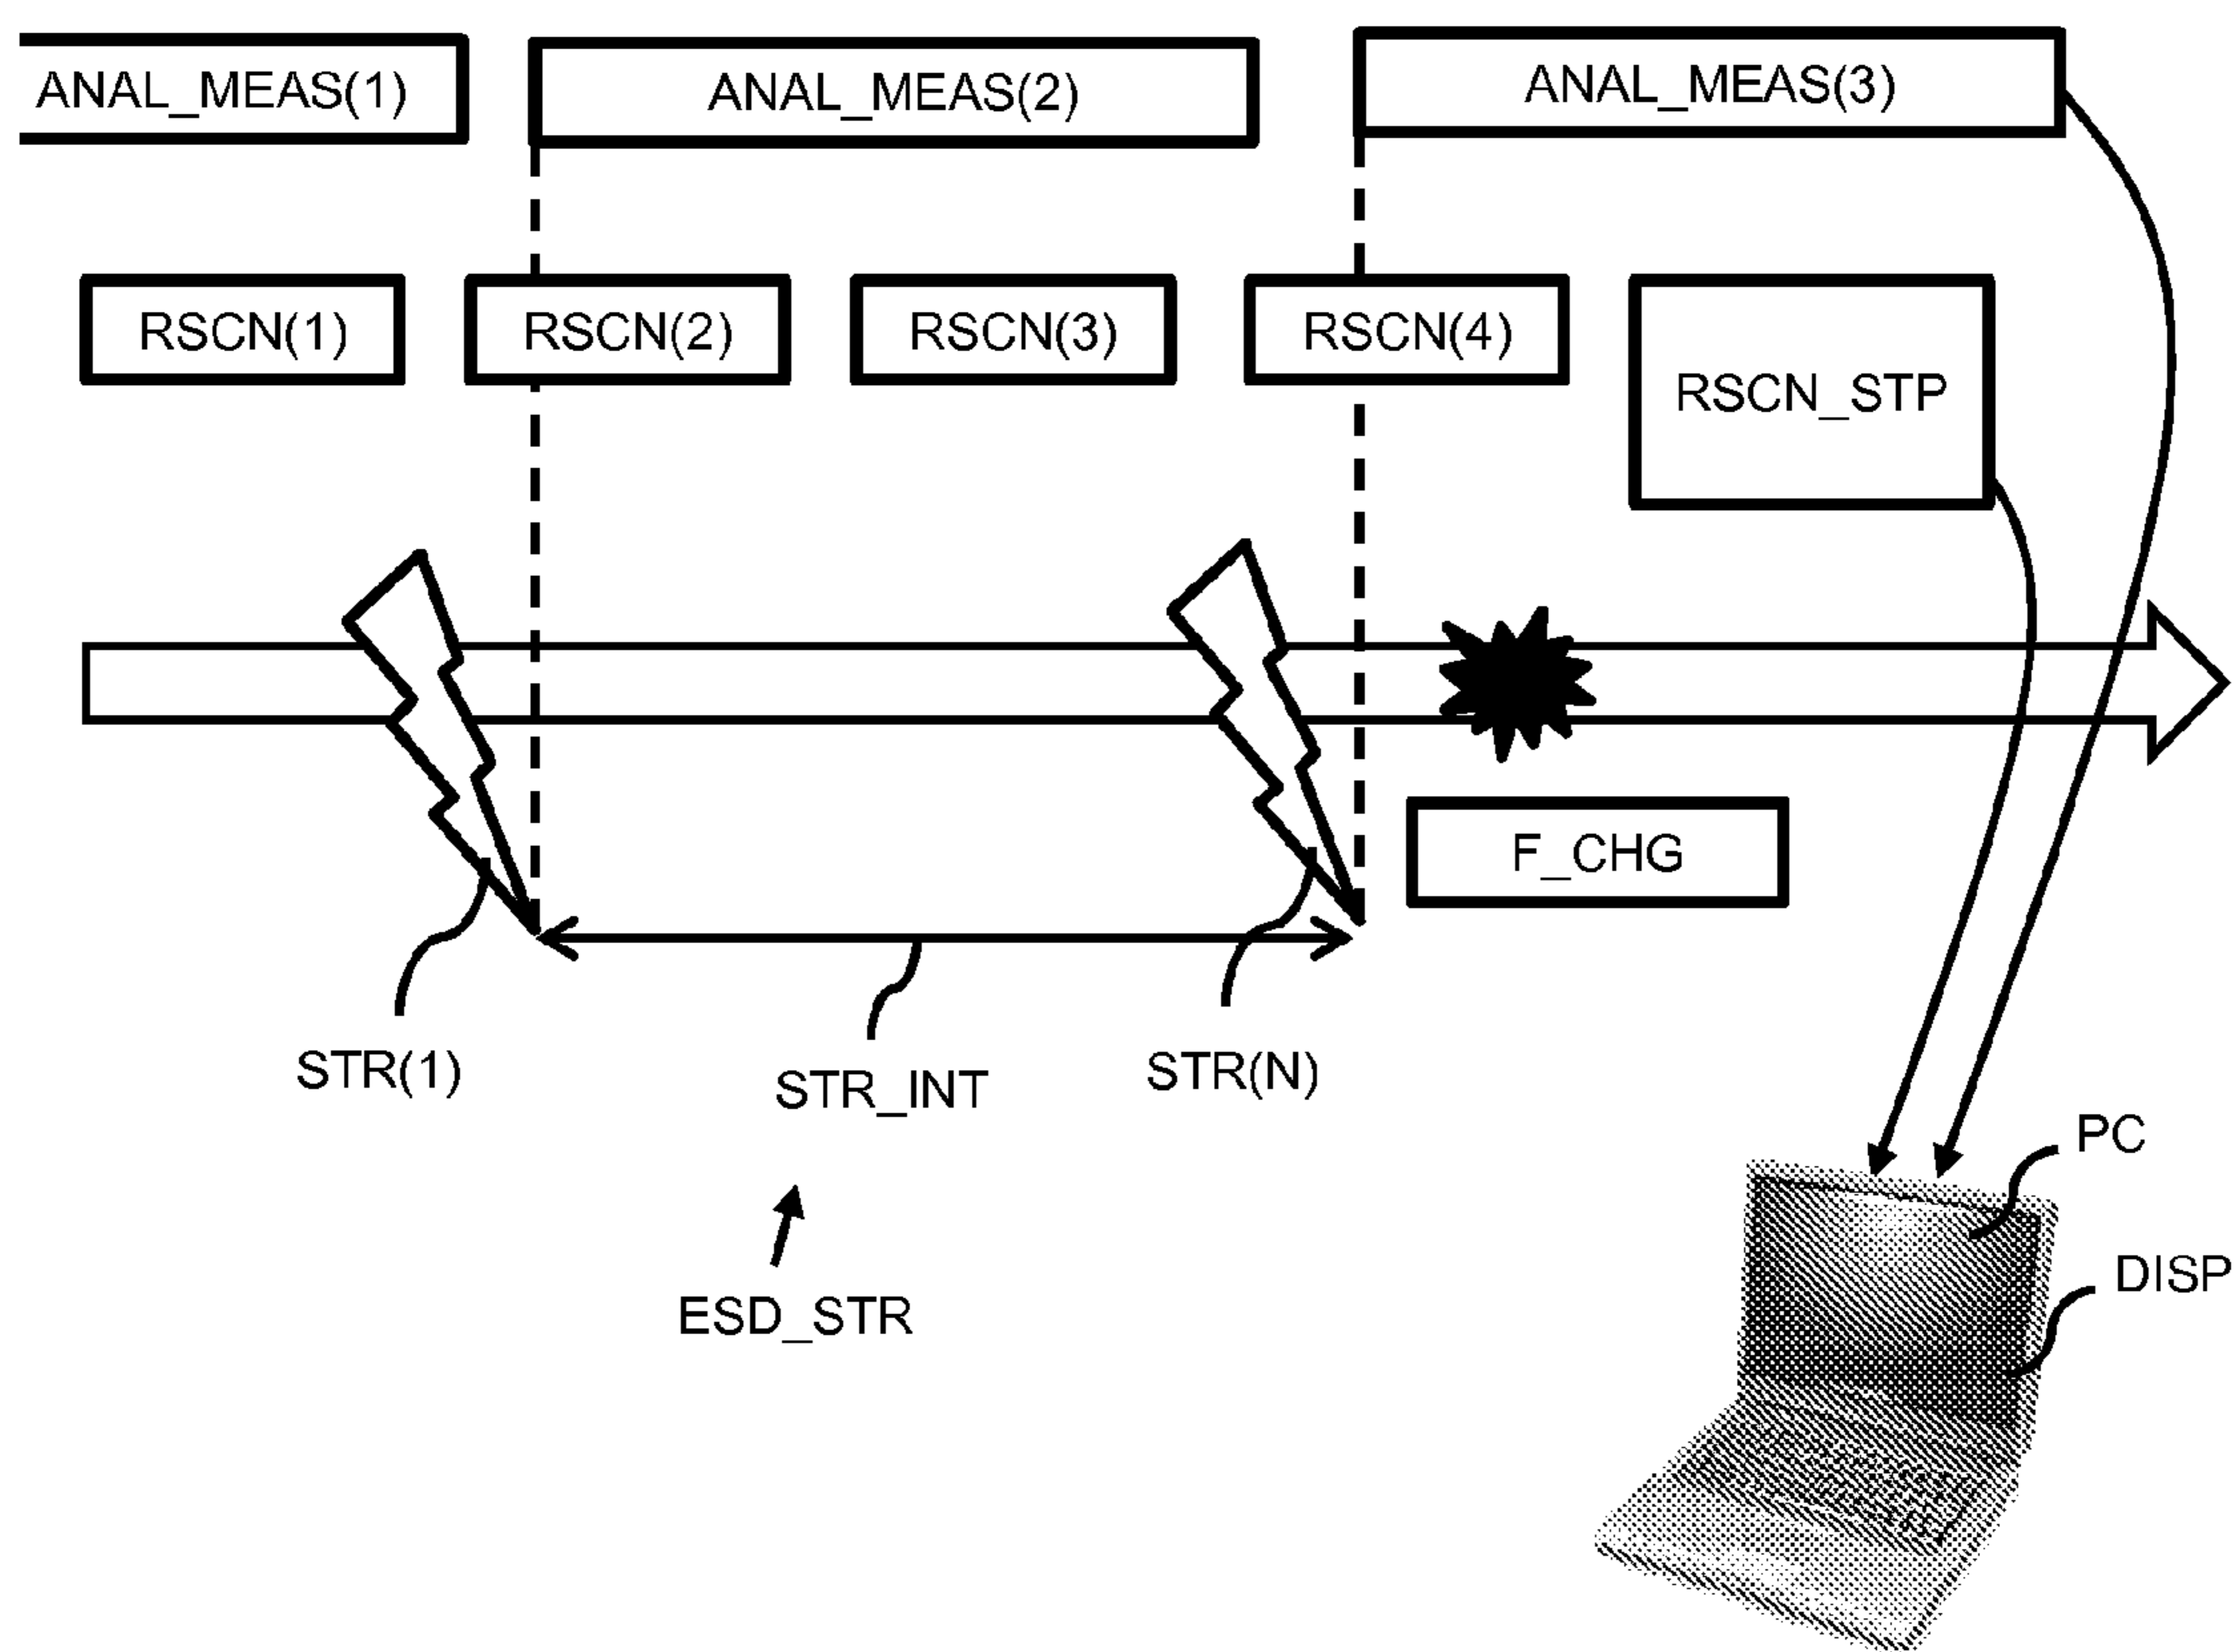 ANAL_MEAS(1)
ANAL_MEAS(2)
ANAL_MEAS(3)
RSCN(1)
RSCN(2)
RSCN(3)
RSCN(4)
RSCN_STP
F_CHG
STR(1)
STR_INT
STR(N)
PC
DISP
ESD_STR